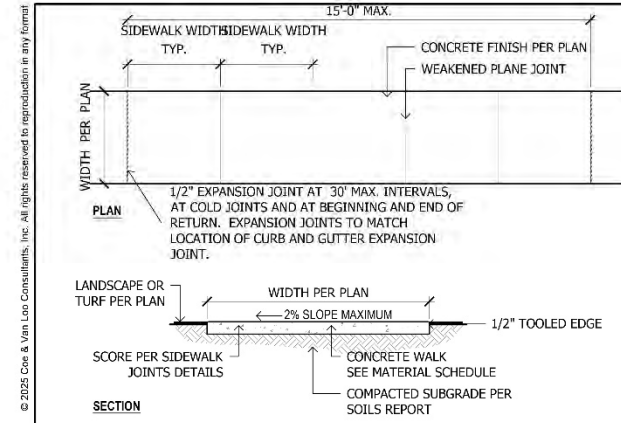 15'-0" MAX.
SIDEWALK WIDTH SIDEWALK WIDTH
TYP. TYP.
CONCRETE FINISH PER PLAN
WEAKENED PLANE JOINT
WIDTH PER PLAN
1/2" EXPANSION JOINT AT 30' MAX. INTERVALS,
AT COLD JOINTS AND AT BEGINNING AND END OF
RETURN. EXPANSION JOINTS TO MATCH
LOCATION OF CURB AND GUTTER EXPANSION
JOINT.
PLAN
LANDSCAPE OR
TURF PER PLAN
WIDTH PER PLAN
2% SLOPE MAXIMUM
1/2" TOOLED EDGE
SCORE PER SIDEWALK
JOINTS DETAILS
CONCRETE WALK
SEE MATERIAL SCHEDULE
COMPACTED SUBGRADE PER
SOILS REPORT
SECTION
© 2025 Coe & Van Loo Consultants, Inc. All rights reserved to reproduction in any format